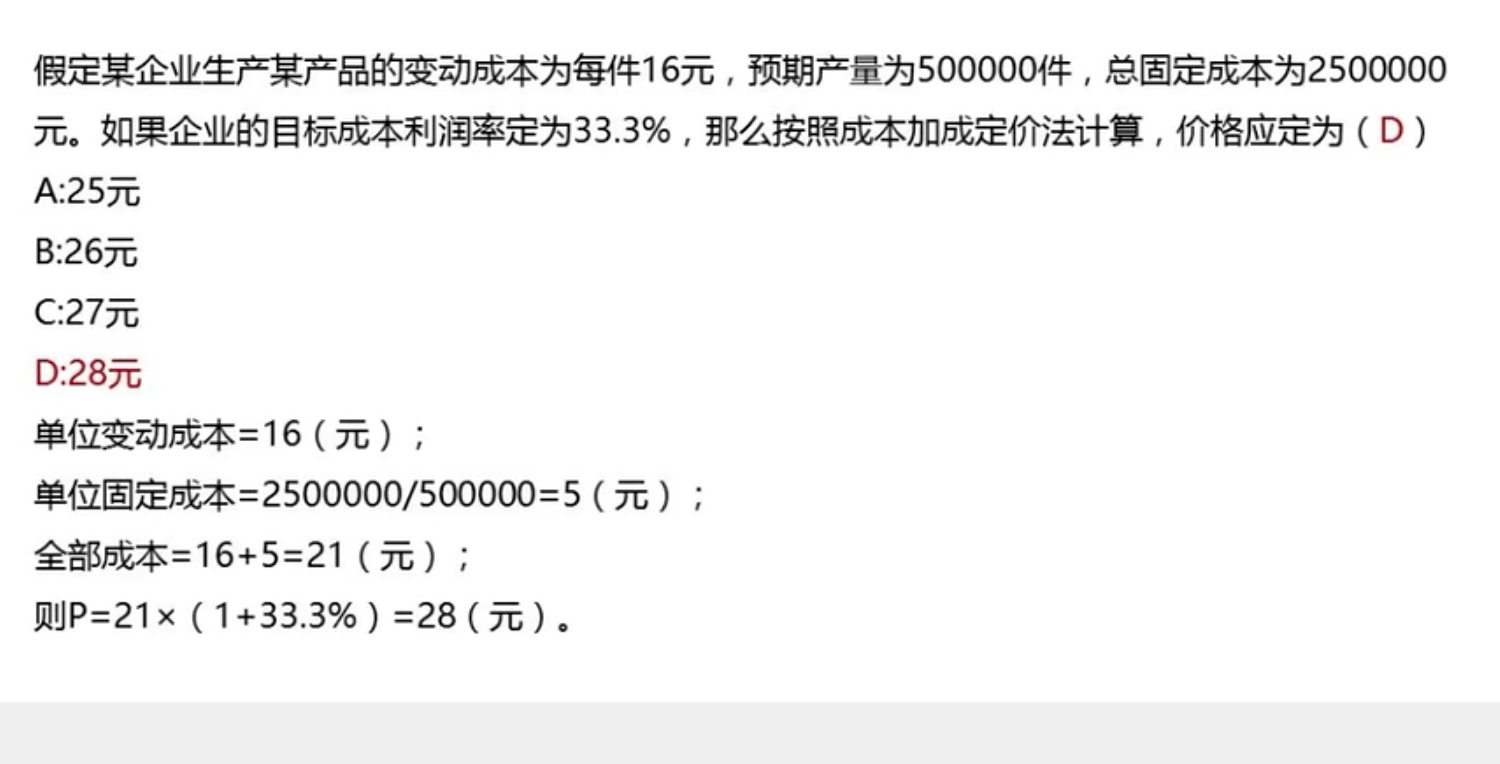 假定某企业生产某产品的变动成本为每件16元，预期产量为500000件，总固定成本为2500000
元。如果企业的目标成本利润率定为33.3%，那么按照成本加成定价法计算，价格应定为（D）
A:25元
B:26元
C:27元
D:28元
单位变动成本=16（元）；
单位固定成本=2500000/500000=5（元）；
全部成本=16+5=21（元）；
则P=21×（1+33.3%）=28（元）。